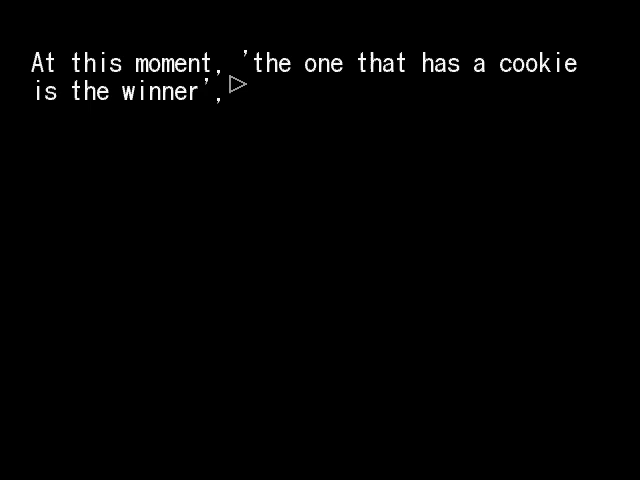 At this moment, 'the one that has a cookie
is the winner',